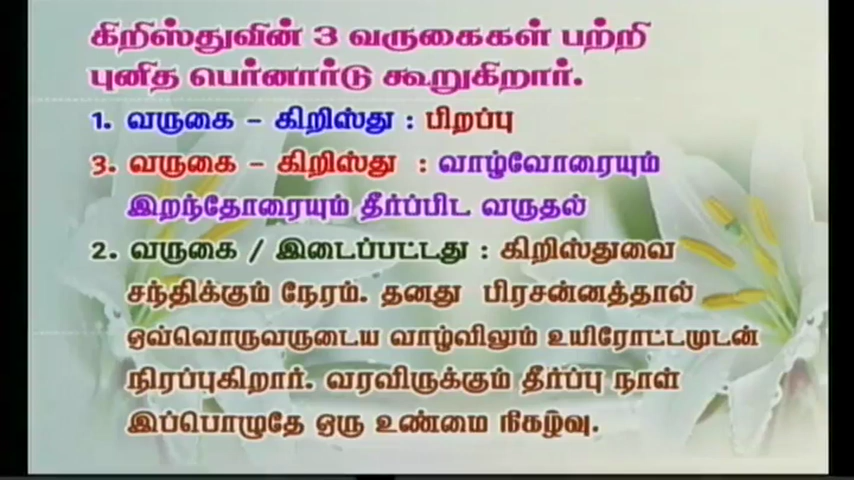 கிறிஸ்துவின் 3 வருகைகள் பற்றி
புனித பெர்னார்டு கூறுகிறார்.
1. வருகை – கிறிஸ்து : பிறப்பு
3. வருகை – கிறிஸ்து : வாழ்வோரையும்
இறந்தோரையும் தீர்ப்பிட வருதல்
2. வருகை / இடைப்பட்டது : கிறிஸ்துவை
சந்திக்கும் நேரம். தனது பிரசன்னத்தால்
ஒவ்வொருவருடைய வாழ்விலும் உயிரோட்டமுடன்
நிரப்புகிறார். வரவிருக்கும் தீர்ப்பு நாள்
இப்பொழுதே ஒரு உண்மை நிகழ்வு.